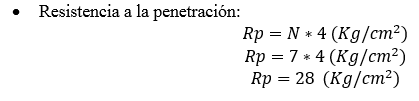 • Resistencia a la penetración:
Rp = N * 4 (Kg/cm²)
Rp = 7 * 4 (Kg/cm²)
Rp = 28 (Kg/cm²)